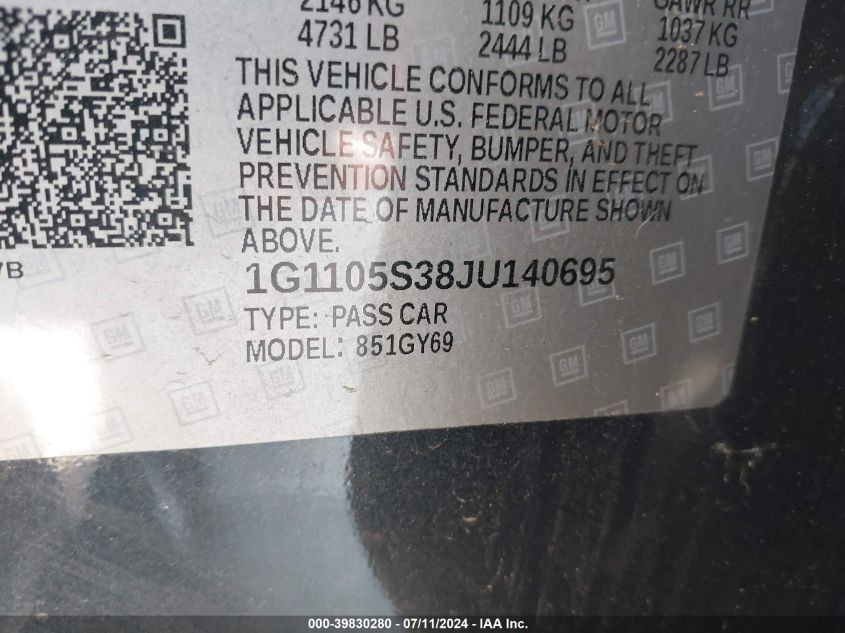 2146 KG 1109 KG GAWR RR
4731 LB 2444 LB 1037 KG
2287 LB
THIS VEHICLE CONFORMS TO ALL
APPLICABLE U.S. FEDERAL MOTOR
VEHICLE SAFETY, BUMPER, AND THEFT
PREVENTION STANDARDS IN EFFECT ON
THE DATE OF MANUFACTURE SHOWN
ABOVE.
7B
1G1105S38JU140695
TYPE: PASS CAR
MODEL: 851GY69
GM
000-39830280 - 07/11/2024 - IAA Inc.